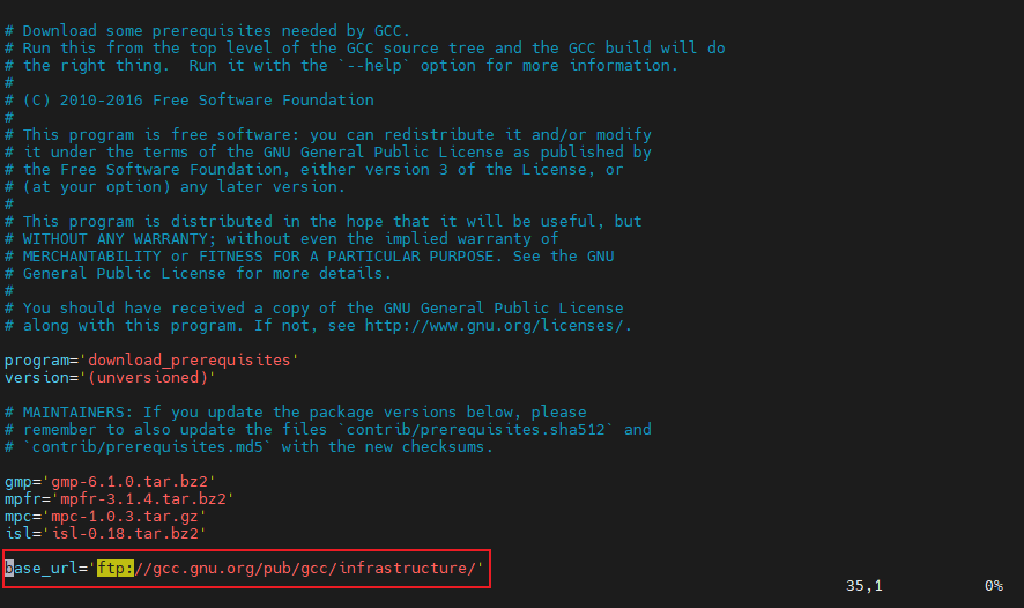 # Download some prerequisites needed by GCC.
# Run this from the top level of the GCC source tree and the GCC build will do
# the right thing.  Run it with the `--help` option for more information.
#
# (C) 2010-2016 Free Software Foundation
#
# This program is free software: you can redistribute it and/or modify
# it under the terms of the GNU General Public License as published by
# the Free Software Foundation, either version 3 of the License, or
# (at your option) any later version.
#
# This program is distributed in the hope that it will be useful, but
# WITHOUT ANY WARRANTY; without even the implied warranty of
# MERCHANTABILITY or FITNESS FOR A PARTICULAR PURPOSE. See the GNU
# General Public License for more details.
#
# You should have received a copy of the GNU General Public License
# along with this program. If not, see http://www.gnu.org/licenses/.
program='download_prerequisites'
version='(unversioned)'
# MAINTAINERS: If you update the package versions below, please
# remember to also update the files `contrib/prerequisites.sha512` and
# `contrib/prerequisites.md5` with the new checksums.
gmp='gmp-6.1.0.tar.bz2'
mpfr='mpfr-3.1.4.tar.bz2'
mpc='mpc-1.0.3.tar.gz'
isl='isl-0.18.tar.bz2'
base_url='ftp://gcc.gnu.org/pub/gcc/infrastructure/'
35,1 0%